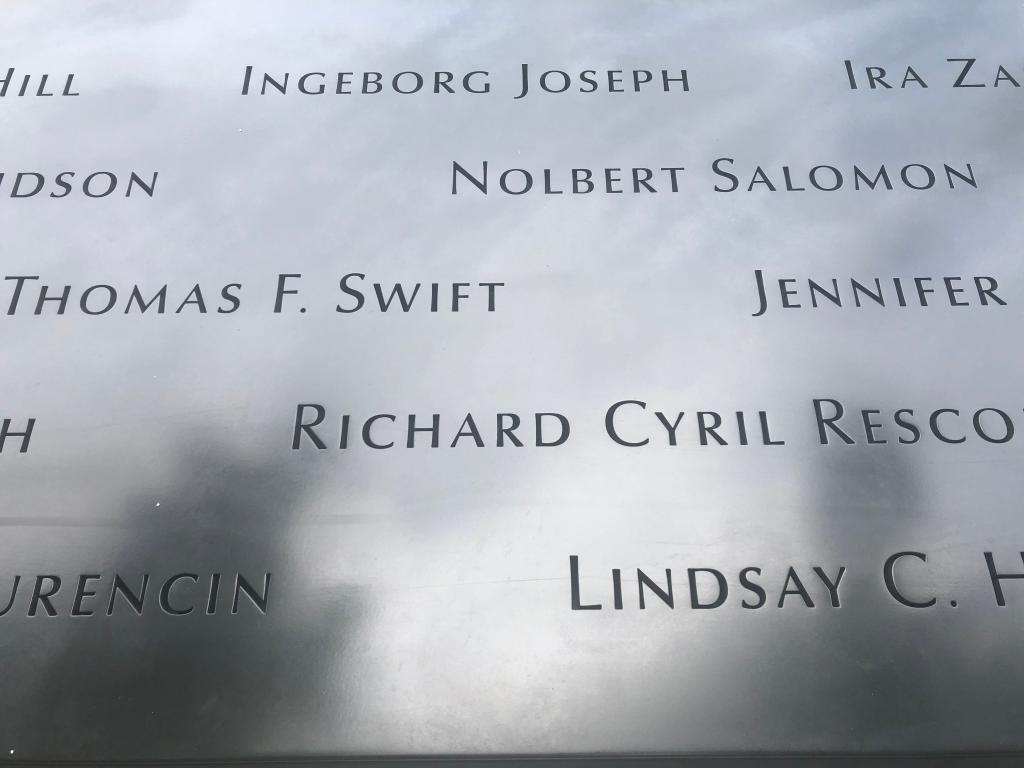 HILL INGEBORG JOSEPH IRA ZA
DSON NOLBERT SALOMON
THOMAS F. SWIFT JENNIFER
H RICHARD CYRIL RESCO
URENCIN LINDSAY C. H